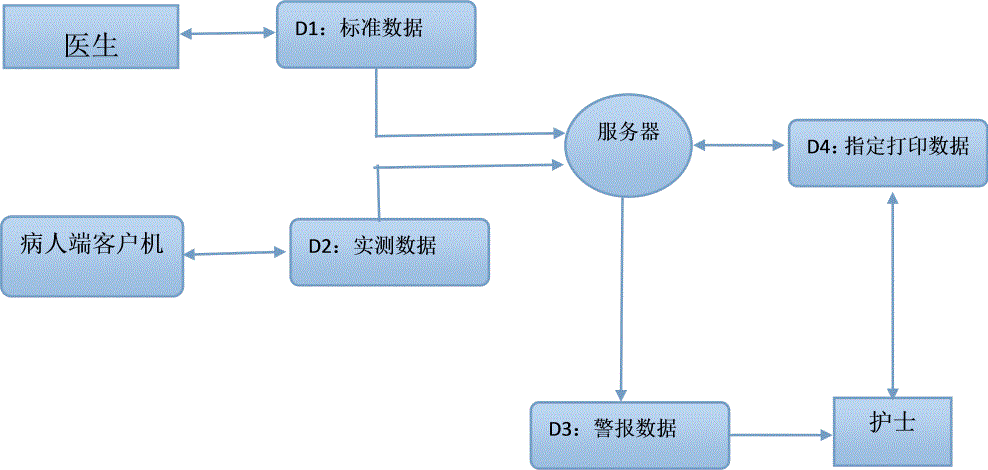 医生
D1：标准数据
服务器
D4：指定打印数据
病人端客户机
D2：实测数据
D3：警报数据
护士